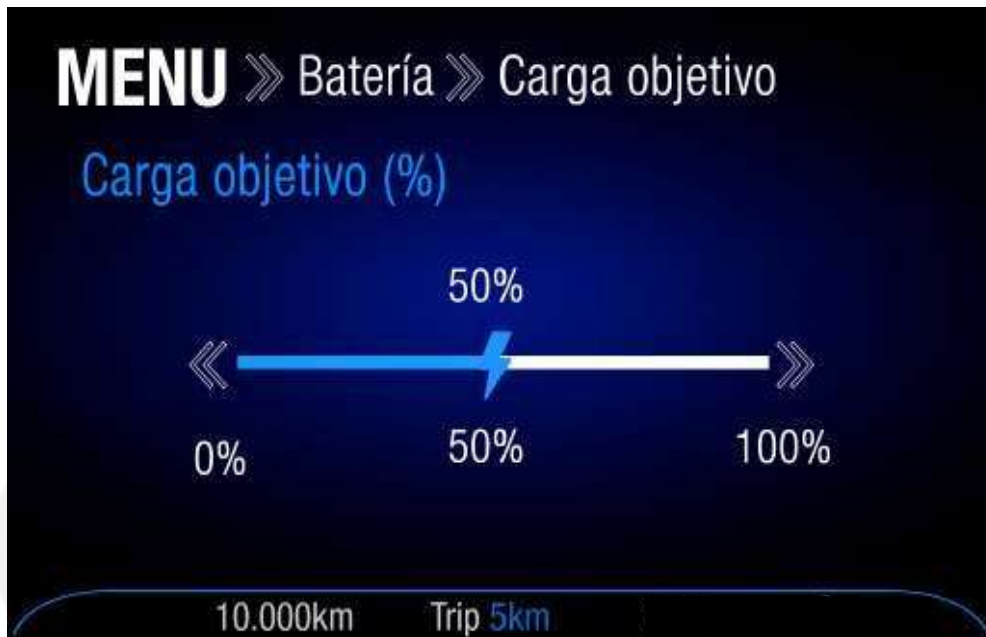 MENU Batería Carga objetivo
Carga objetivo (%)
50%
0% 50% 100%
10.000km Trip 5km